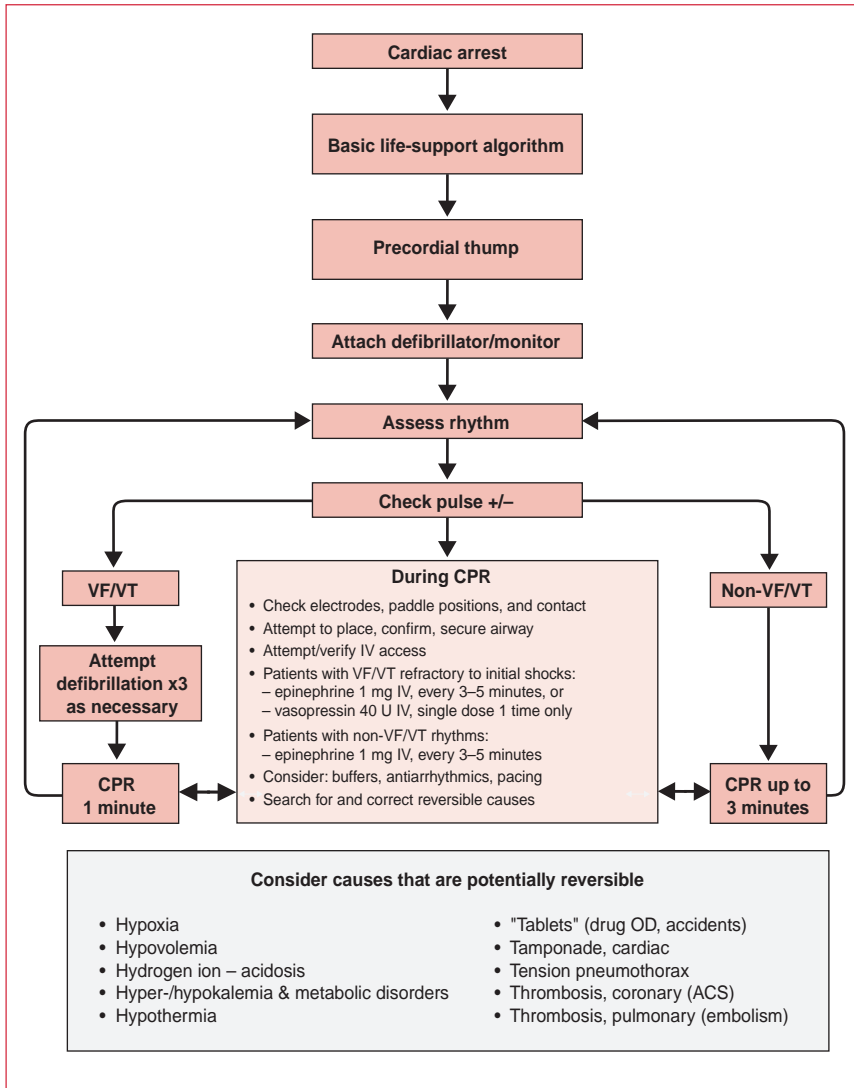 Cardiac arrest
Basic life-support algorithm
Precordial thump
Attach defibrillator/monitor
Assess rhythm
Check pulse +/–
VF/VT
Attempt
defibrillation x3
as necessary
CPR
1 minute
During CPR
• Check electrodes, paddle positions, and contact
• Attempt to place, confirm, secure airway
• Attempt/verify IV access
• Patients with VF/VT refractory to initial shocks:
– epinephrine 1 mg IV, every 3–5 minutes, or
– vasopressin 40 U IV, single dose 1 time only
• Patients with non-VF/VT rhythms:
– epinephrine 1 mg IV, every 3–5 minutes
• Consider: buffers, antiarrhythmics, pacing
• Search for and correct reversible causes
Non-VF/VT
CPR up to
3 minutes
Consider causes that are potentially reversible
• Hypoxia
• Hypovolemia
• Hydrogen ion – acidosis
• Hyper-/hypokalemia & metabolic disorders
• Hypothermia
• "Tablets" (drug OD, accidents)
• Tamponade, cardiac
• Tension pneumothorax
• Thrombosis, coronary (ACS)
• Thrombosis, pulmonary (embolism)